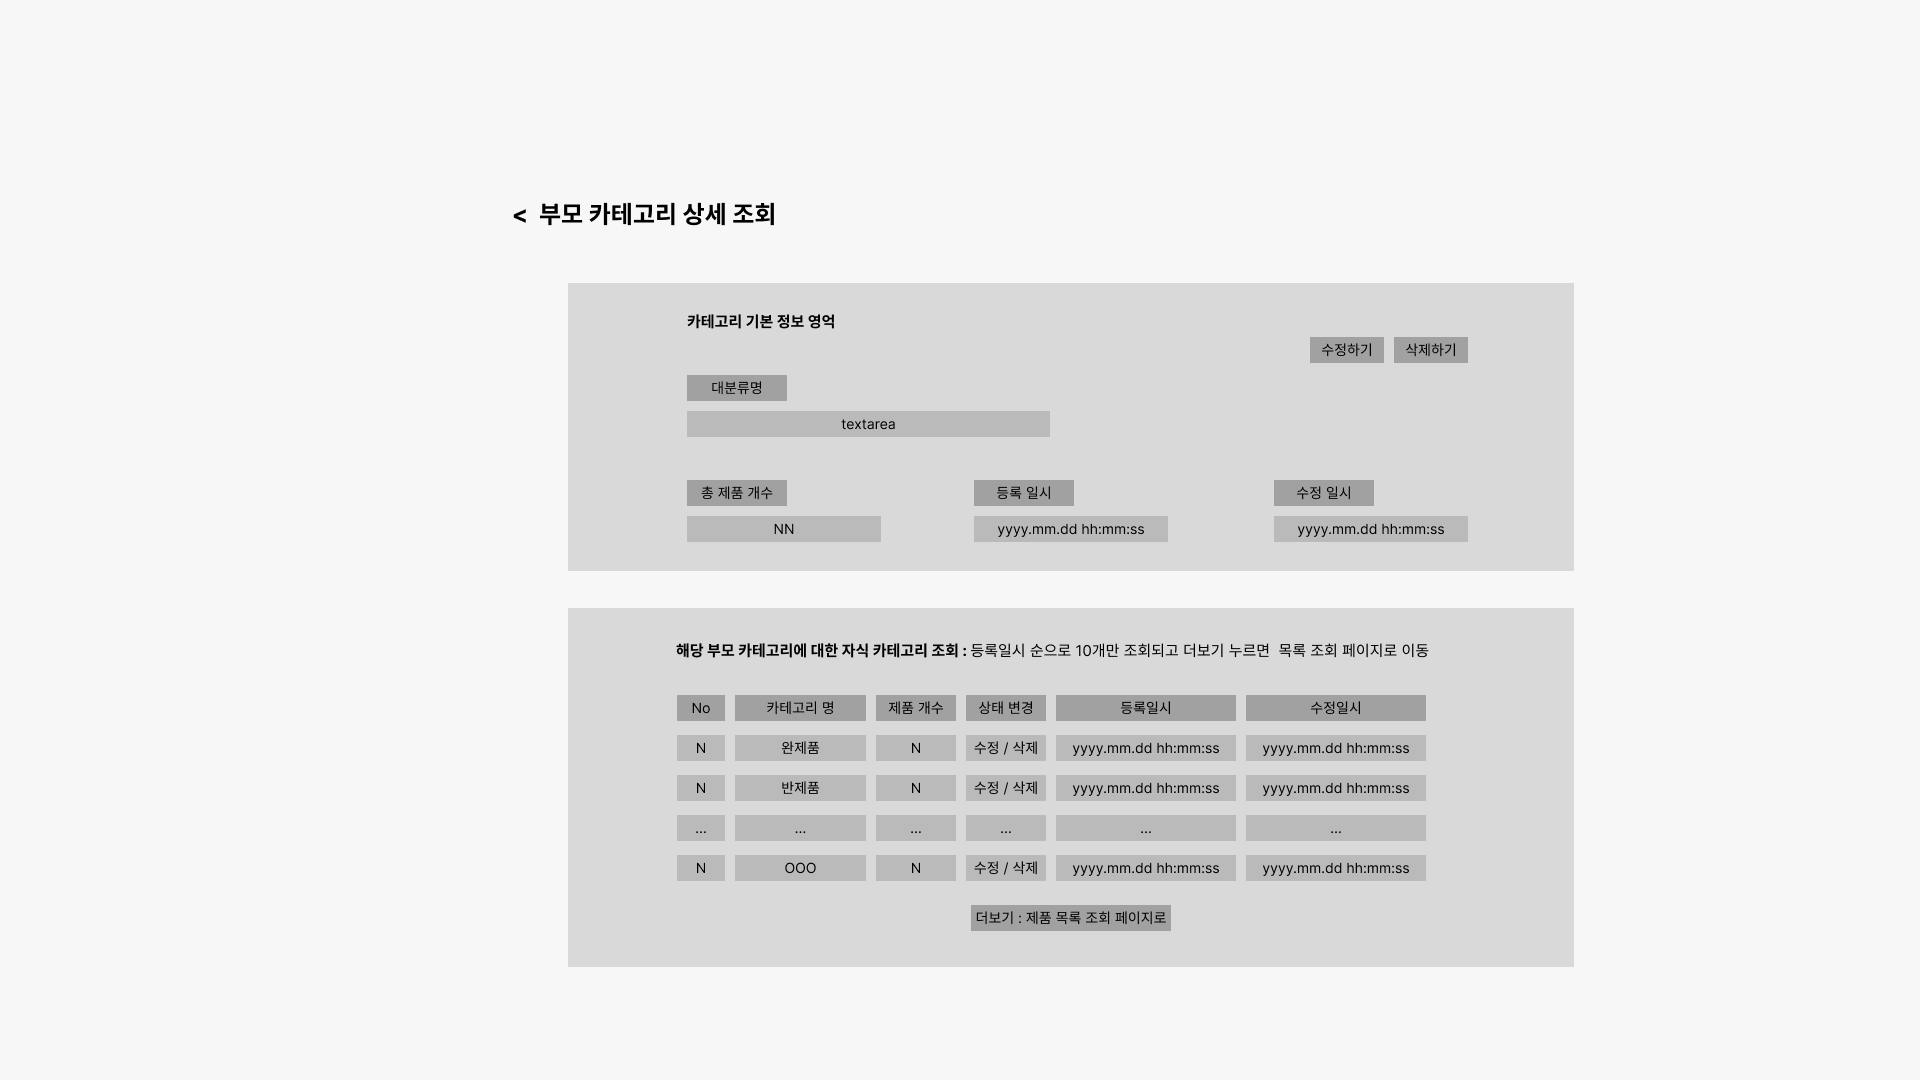 < 부모 카테고리 상세 조회
카테고리 기본 정보 영억
수정하기 삭제하기
대분류명
textarea
총 제품 개수 등록 일시 수정 일시
NN yyyy.mm.dd hh:mm:ss yyyy.mm.dd hh:mm:ss
해당 부모 카테고리에 대한 자식 카테고리 조회 : 등록일시 순으로 10개만 조회되고 더보기 누르면 목록 조회 페이지로 이동
No 카테고리 명 제품 개수 상태 변경 등록일시 수정일시
N 완제품 N 수정 / 삭제 yyyy.mm.dd hh:mm:ss yyyy.mm.dd hh:mm:ss
N 반제품 N 수정 / 삭제 yyyy.mm.dd hh:mm:ss yyyy.mm.dd hh:mm:ss
... ... ... ... ... ...
N OOO N 수정 / 삭제 yyyy.mm.dd hh:mm:ss yyyy.mm.dd hh:mm:ss
더보기 : 제품 목록 조회 페이지로